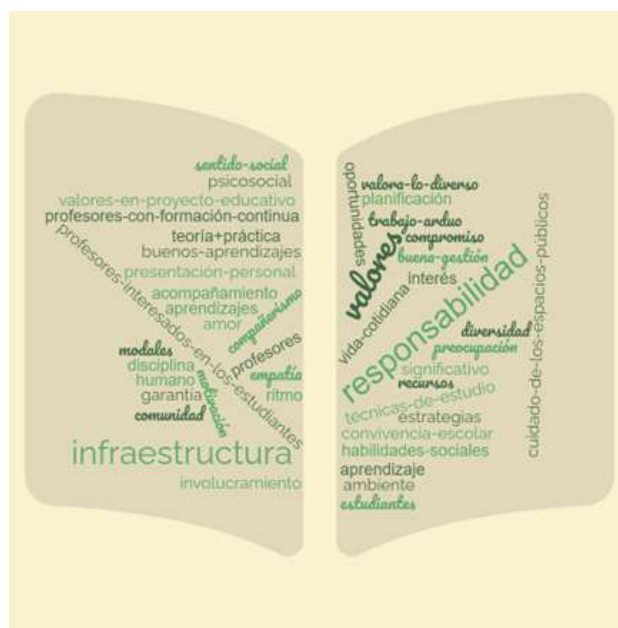 sentido-social
psicosocial
valores-en-proyecto-educativo
profesores-con-formación-continua
teoría+práctica
buenos-aprendizajes
profesores-interesados-en-los-estudiantes
presentación-personal
acompañamiento
aprendizajes
amor
compañerismo
profesores
modales
disciplina
humano
garantía
comunidad
motivación
empatía
ritmo
infraestructura
involucramiento
oportunidades
valora-lo-diverso
planificación
trabajo-arduo
compromiso
valores
buena-gestión
interés
vida-cotidiana
responsabilidad
cuidado-de-los-espacios-públicos
diversidad
preocupación
significativo
recursos
técnicas-de-estudio
estrategias
convivencia-escolar
habilidades-sociales
aprendizaje
ambiente
estudiantes